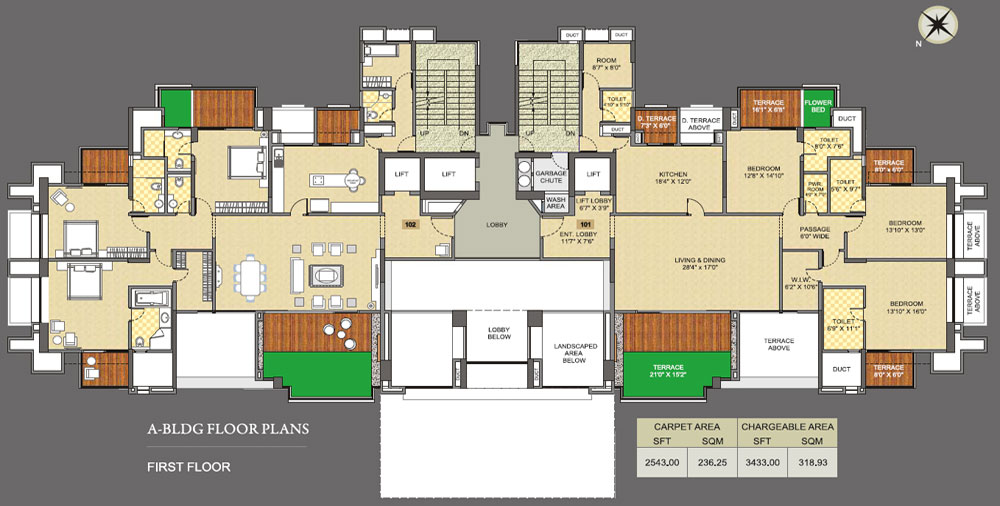 N
DUCT
DUCT
ROOM
8'7" x 8'0"
TOILET
4'10" x 5'10"
DUCT
UP
DN
UP
DN
D. TERRACE
7'3" X 8'0"
D. TERRACE
ABOVE
DUCT
TERRACE
16'1" X 6'8"
FLOWER
BED
DUCT
LIFT
LIFT
GARBAGE
CHUTE
LIFT
WASH
AREA
LIFT LOBBY
6'7" X 3'9"
KITCHEN
18'4" X 12'0"
BEDROOM
12'8" X 14'10"
TOILET
8'0" X 7'6"
PWR.
ROOM
TOILET
5'6" X 9'7"
TERRACE
8'0" x 6'0"
102
LOBBY
101
ENT. LOBBY
11'7" X 7'6"
PASSAGE
6'0" WIDE
BEDROOM
13'10" X 13'0"
TERRACE
ABOVE
LIVING & DINING
28'4" x 17'0"
W.I.W.
6'2" X 10'6"
BEDROOM
13'10" X 16'0"
TERRACE
ABOVE
TOILET
8'9" X 11'1"
LOBBY
BELOW
DUCT
LANDSCAPED
AREA
BELOW
DUCT
TERRACE
21'0" X 15'2"
TERRACE
ABOVE
DUCT
TERRACE
8'0" X 6'0"
A-BLDG FLOOR PLANS
FIRST FLOOR
CARPET AREA CHARGEABLE AREA
SFT SQM SFT SQM
2543.00 236.25 3433.00 318.93